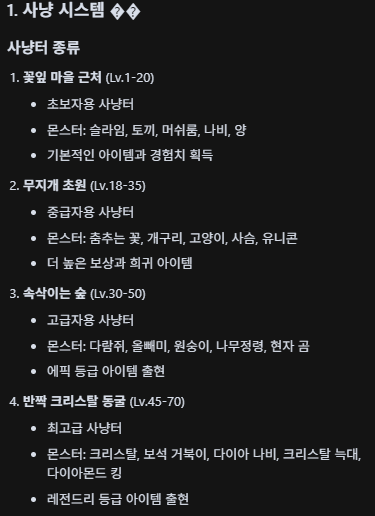 1. 사냥 시스템 ��
사냥터 종류
1. 꽃잎 마을 근처 (Lv.1-20)
• 초보자용 사냥터
• 몬스터: 슬라임, 토끼, 머쉬룸, 나비, 양
• 기본적인 아이템과 경험치 획득
2. 무지개 초원 (Lv.18-35)
• 중급자용 사냥터
• 몬스터: 춤추는 꽃, 개구리, 고양이, 사슴, 유니콘
• 더 높은 보상과 희귀 아이템
3. 속삭이는 숲 (Lv.30-50)
• 고급자용 사냥터
• 몬스터: 다람쥐, 올빼미, 원숭이, 나무정령, 현자 곰
• 에픽 등급 아이템 출현
4. 반짝 크리스탈 동굴 (Lv.45-70)
• 최고급 사냥터
• 몬스터: 크리스탈, 보석 거북이, 다이아 나비, 크리스탈 늑대,
다이아몬드 킹
• 레전드리 등급 아이템 출현